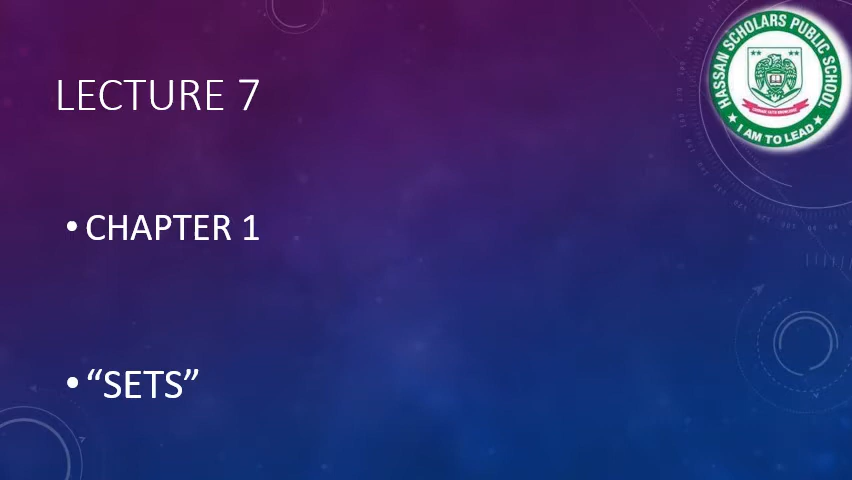 LECTURE 7
• CHAPTER 1
• “SETS”
HASSAN SCHOLARS PUBLIC SCHOOL
★ I AM TO LEAD ★